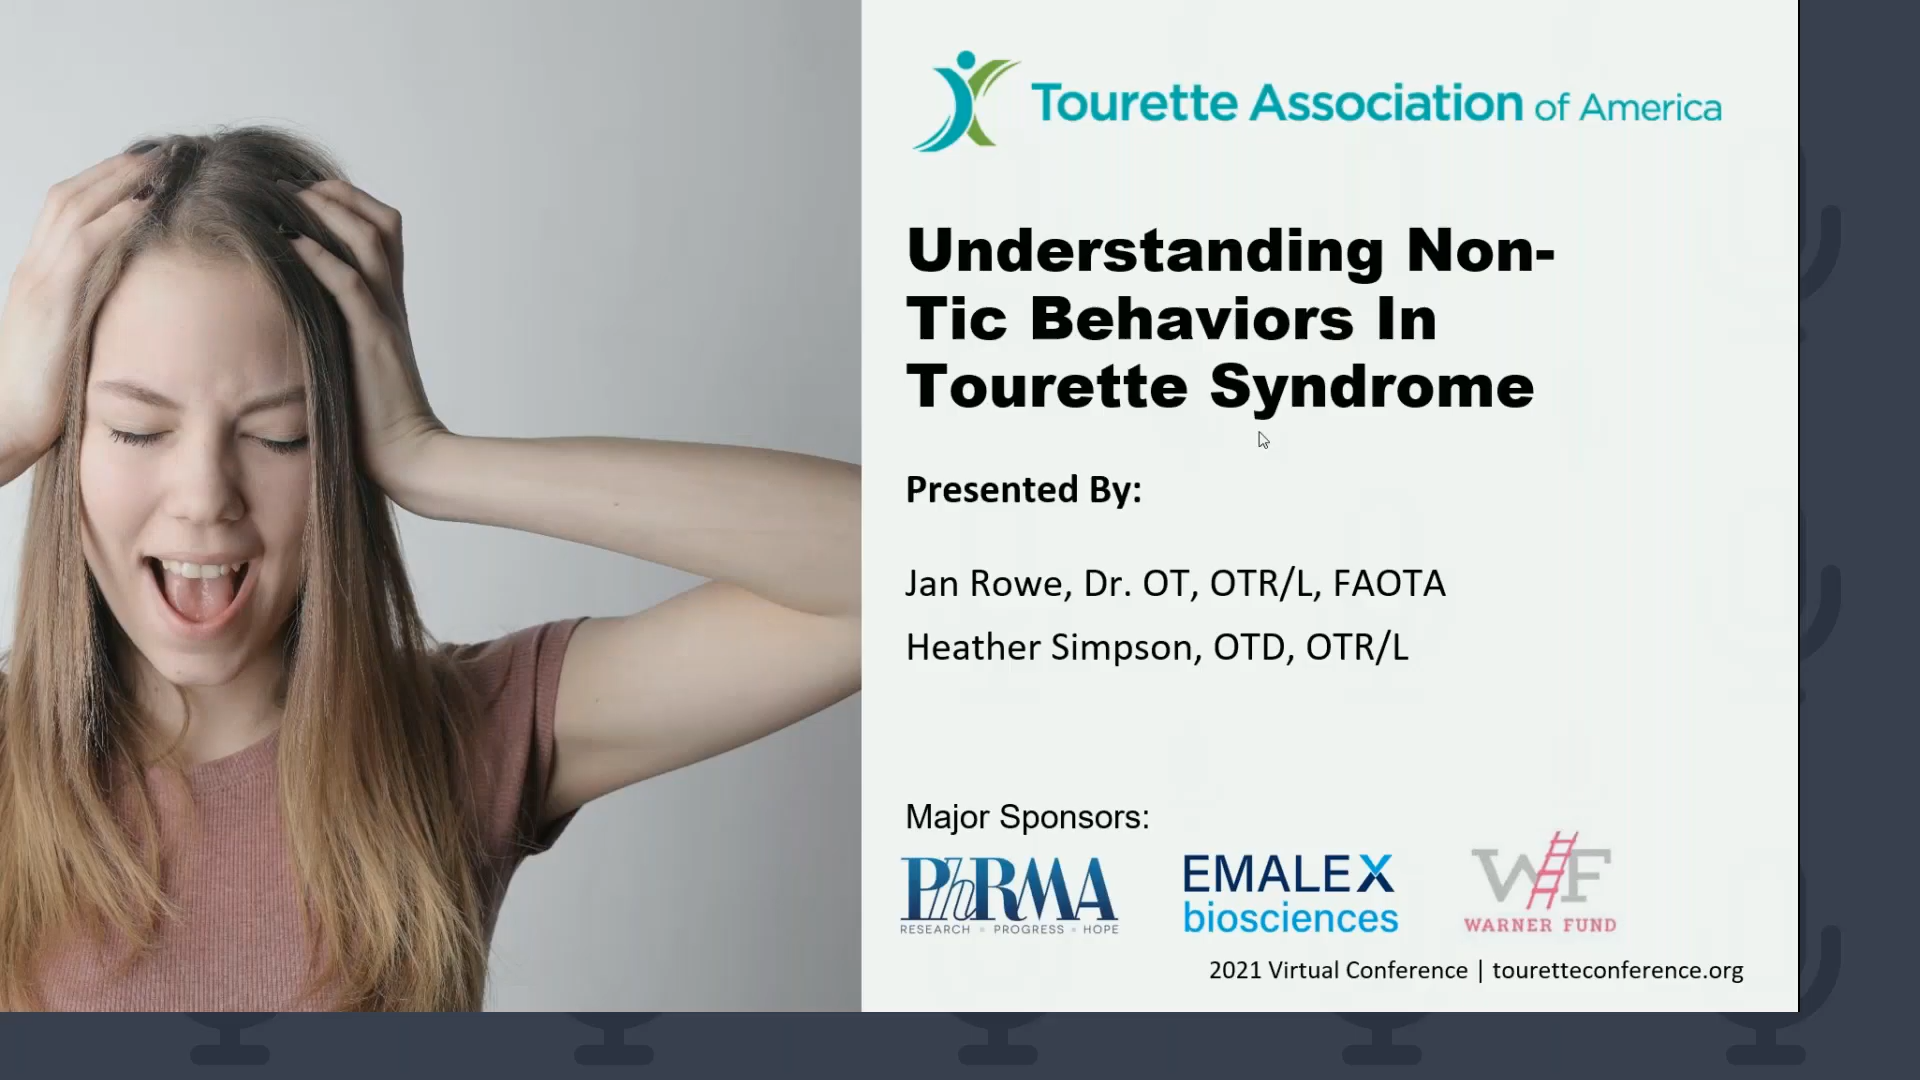 Tourette Association of America
Understanding Non-
Tic Behaviors In
Tourette Syndrome
Presented By:
Jan Rowe, Dr. OT, OTR/L, FAOTA
Heather Simpson, OTD, OTR/L
Major Sponsors:
PhRMA
RESEARCH • PROGRESS • HOPE
EMALEX
biosciences
WF
WARNER FUND
2021 Virtual Conference | touretteconference.org